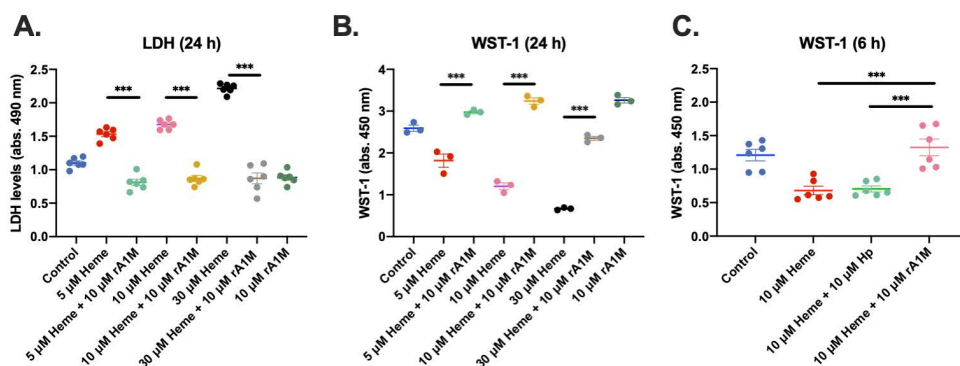 A.
LDH (24 h)
LDH levels (abs. 490 nm)
2.5
2.0
1.5
1.0
0.5
0.0
***
***
***
Control
5 µM Heme
5 µM Heme + 10 µM rA1M
10 µM Heme
10 µM Heme + 10 µM rA1M
30 µM Heme
30 µM Heme + 10 µM rA1M
10 µM rA1M
B.
WST-1 (24 h)
WST-1 (abs. 450 nm)
4
3
2
1
0
***
***
***
Control
5 µM Heme
5 µM Heme + 10 µM rA1M
10 µM Heme
10 µM Heme + 10 µM rA1M
30 µM Heme
30 µM Heme + 10 µM rA1M
10 µM rA1M
C.
WST-1 (6 h)
WST-1 (abs. 450 nm)
2.5
2.0
1.5
1.0
0.5
0.0
***
***
Control
10 µM Heme
10 µM Heme + 10 µM Hp
10 µM Heme + 10 µM rA1M